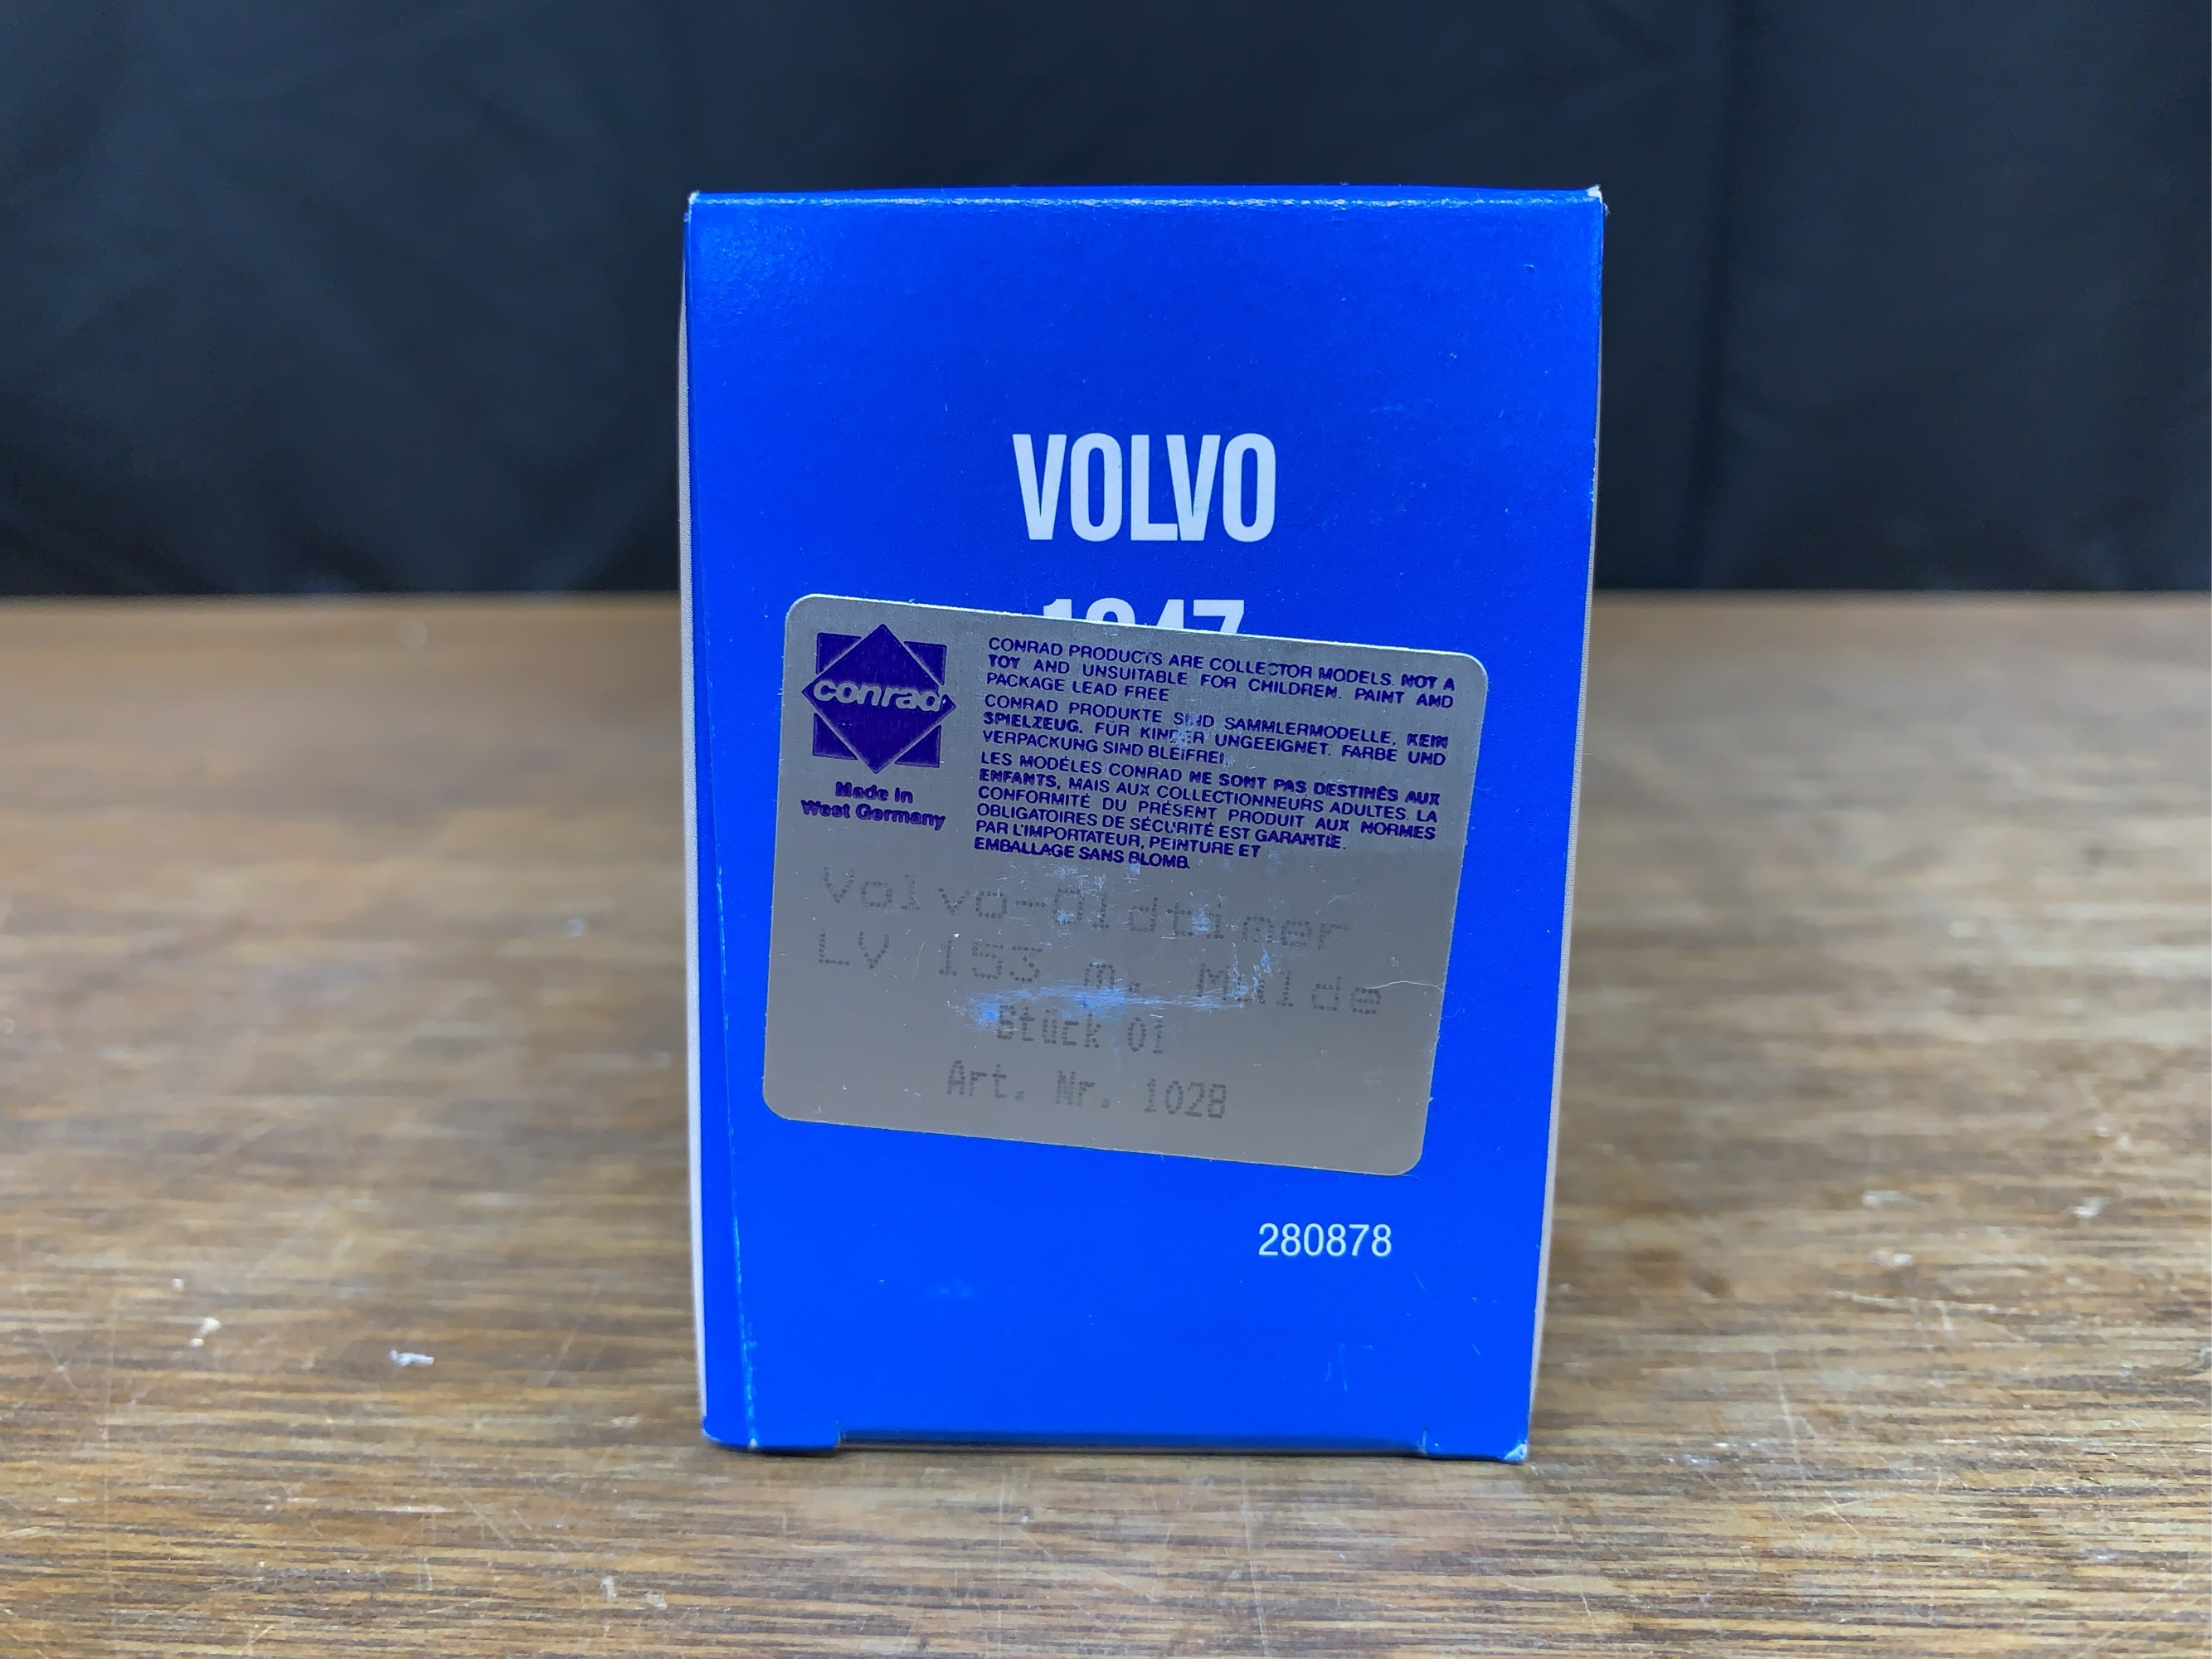 VOLVO
conrad
Made in
West Germany
CONRAD PRODUCTS ARE COLLECTOR MODELS. NOT A
TOY AND UNSUITABLE FOR CHILDREN. PAINT AND
PACKAGE LEAD FREE
CONRAD PRODUKTE SIND SAMMLERMODELLE, KEIN
SPIELZEUG, FÜR KINDER UNGEEIGNET. FARBE UND
VERPACKUNG SIND BLEIFREI.
LES MODÈLES CONRAD NE SONT PAS DESTINÉS AUX
ENFANTS, MAIS AUX COLLECTIONNEURS ADULTES. LA
CONFORMITÉ DU PRÉSENT PRODUIT AUX NORMES
OBLIGATOIRES DE SÉCURITÉ EST GARANTIE.
PAR L'IMPORTATEUR, PEINTURE ET
EMBALLAGE SANS BLOMB.
Volvo-Oldtimer
LV 153 m. Mulde
Stück 01
Art. Nr. 1028
280878